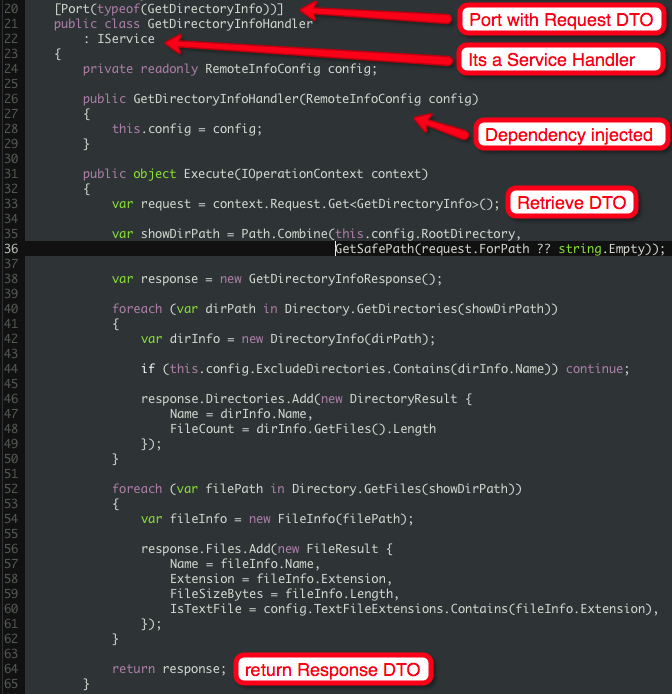 20 [Port(typeof(GetDirectoryInfo))] Port with Request DTO
21 public class GetDirectoryInfoHandler
22 : IService Its a Service Handler
23 {
24 private readonly RemoteInfoConfig config;
25
26 public GetDirectoryInfoHandler(RemoteInfoConfig config)
27 {
28 this.config = config; Dependency injected
29 }
30
31 public object Execute(IOperationContext context)
32 {
33 var request = context.Request.Get<GetDirectoryInfo>(); Retrieve DTO
34
35 var showDirPath = Path.Combine(this.config.RootDirectory,
36 GetSafePath(request.ForPath ?? string.Empty));
37
38 var response = new GetDirectoryInfoResponse();
39
40 foreach (var dirPath in Directory.GetDirectories(showDirPath))
41 {
42 var dirInfo = new DirectoryInfo(dirPath);
43
44 if (this.config.ExcludeDirectories.Contains(dirInfo.Name)) continue;
45
46 response.Directories.Add(new DirectoryResult {
47 Name = dirInfo.Name,
48 FileCount = dirInfo.GetFiles().Length
49 });
50 }
51
52 foreach (var filePath in Directory.GetFiles(showDirPath))
53 {
54 var fileInfo = new FileInfo(filePath);
55
56 response.Files.Add(new FileResult {
57 Name = fileInfo.Name,
58 Extension = fileInfo.Extension,
59 FileSizeBytes = fileInfo.Length,
60 IsTextFile = config.TextFileExtensions.Contains(fileInfo.Extension),
61 });
62 }
63
64 return response; return Response DTO
65 }